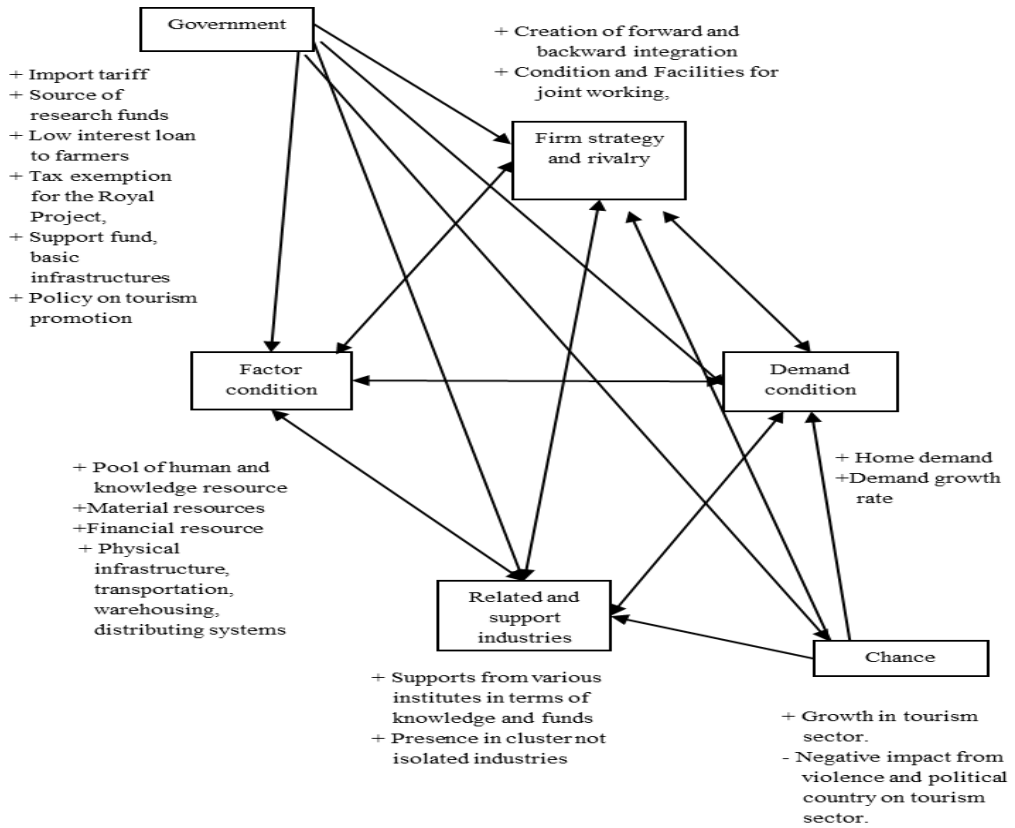 Government
+ Import tariff
+ Source of
research funds
+ Low interest loan
to farmers
+ Tax exemption
for the Royal
Project,
+ Support fund,
basic
infrastructures
+ Policy on tourism
promotion
+ Creation of forward and
backward integration
+ Condition and Facilities for
joint working,
Firm strategy
and rivalry
Factor
condition
Demand
condition
+ Pool of human and
knowledge resource
+Material resources
+Financial resource
+ Physical
infrastructure,
transportation,
warehousing,
distributing systems
+ Home demand
+Demand growth
rate
Related and
support
industries
Chance
+ Supports from various
institutes in terms of
knowledge and funds
+ Presence in cluster not
isolated industries
+ Growth in tourism
sector.
- Negative impact from
violence and political
country on tourism
sector.